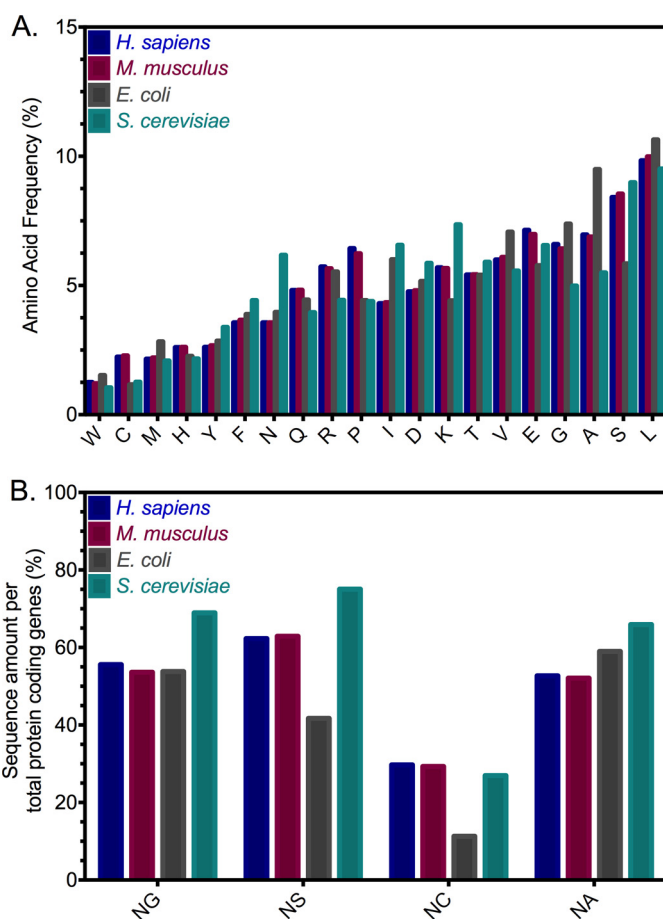 A.
15
H. sapiens
M. musculus
E. coli
S. cerevisiae
10
Amino Acid Frequency (%)
5
0
W C M H Y F N Q R P I D K T V E G A S L
B.
100
H. sapiens
M. musculus
E. coli
S. cerevisiae
80
Sequence amount per
total protein coding genes (%)
60
40
20
0
NG NS NC NA